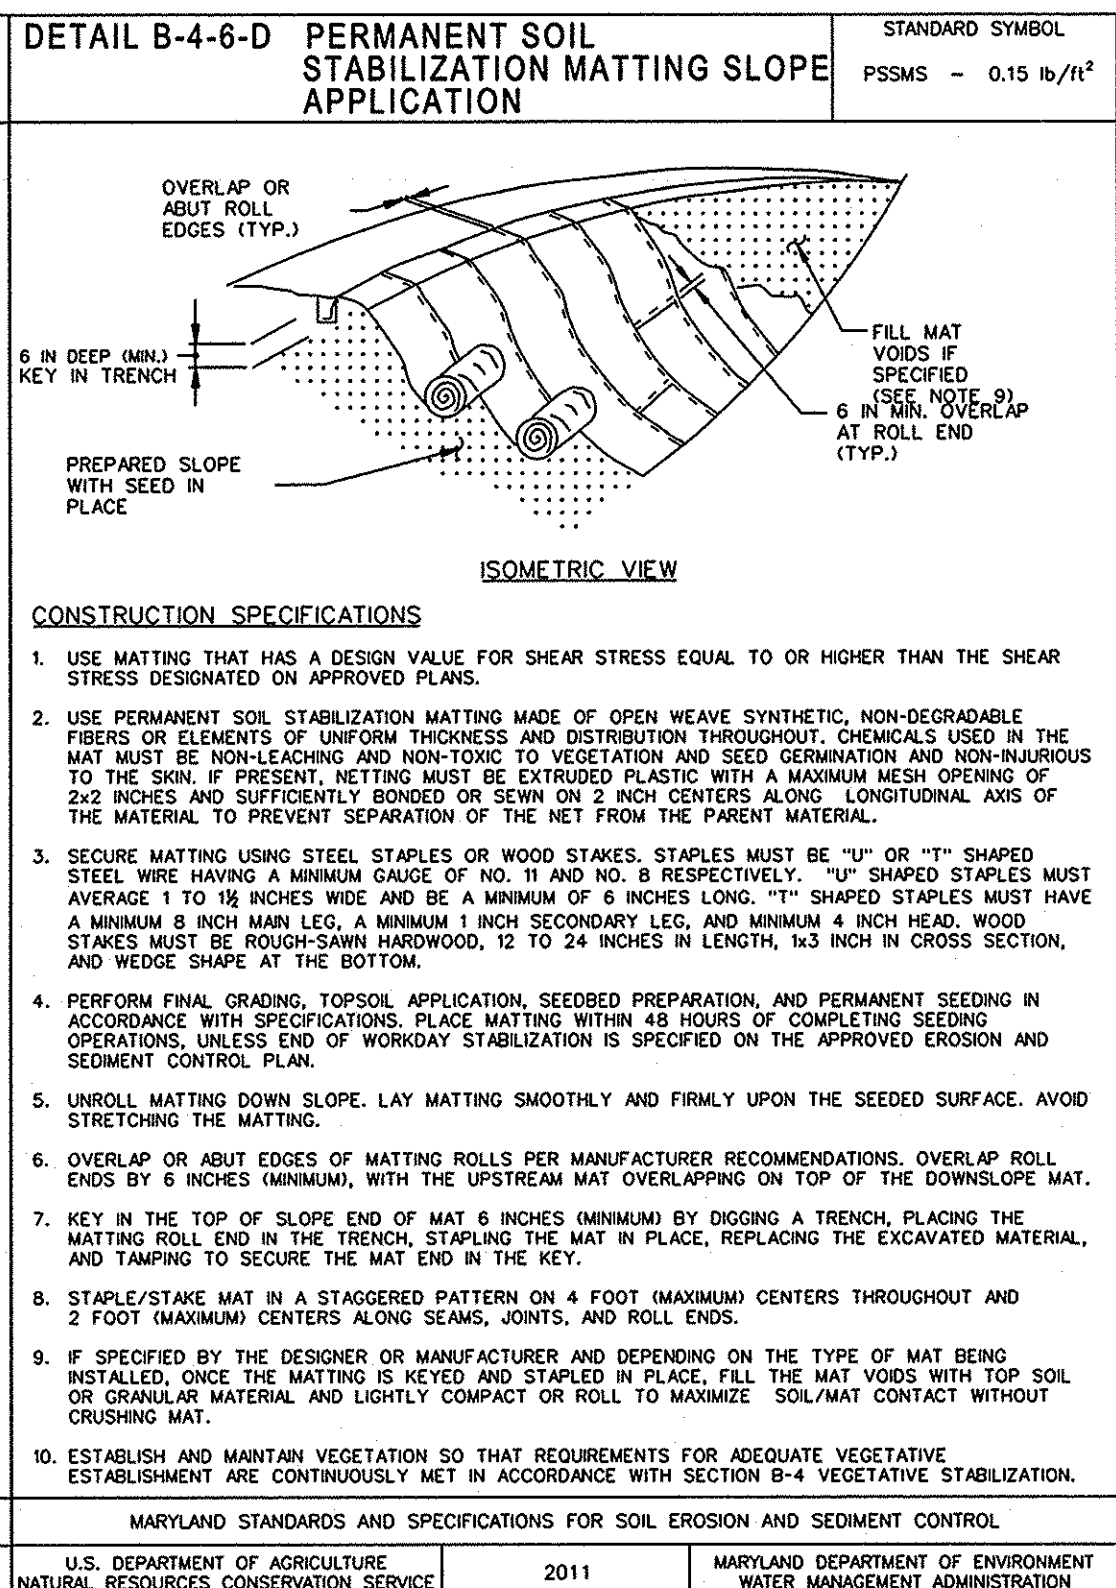 DETAIL B-4-6-D PERMANENT SOIL
STABILIZATION MATTING SLOPE
APPLICATION
STANDARD SYMBOL
PSSMS - 0.15 lb/ft²
OVERLAP OR
ABUT ROLL
EDGES (TYP.)
6 IN DEEP (MIN.)
KEY IN TRENCH
PREPARED SLOPE
WITH SEED IN
PLACE
FILL MAT
VOIDS IF
SPECIFIED
(SEE NOTE 9)
6 IN MIN. OVERLAP
AT ROLL END
(TYP.)
ISOMETRIC VIEW
CONSTRUCTION SPECIFICATIONS
1. USE MATTING THAT HAS A DESIGN VALUE FOR SHEAR STRESS EQUAL TO OR HIGHER THAN THE SHEAR
STRESS DESIGNATED ON APPROVED PLANS.
2. USE PERMANENT SOIL STABILIZATION MATTING MADE OF OPEN WEAVE SYNTHETIC, NON-DEGRADABLE
FIBERS OR ELEMENTS OF UNIFORM THICKNESS AND DISTRIBUTION THROUGHOUT. CHEMICALS USED IN THE
MAT MUST BE NON-LEACHING AND NON-TOXIC TO VEGETATION AND SEED GERMINATION AND NON-INJURIOUS
TO THE SKIN. IF PRESENT, NETTING MUST BE EXTRUDED PLASTIC WITH A MAXIMUM MESH OPENING OF
2x2 INCHES AND SUFFICIENTLY BONDED OR SEWN ON 2 INCH CENTERS ALONG LONGITUDINAL AXIS OF
THE MATERIAL TO PREVENT SEPARATION OF THE NET FROM THE PARENT MATERIAL.
3. SECURE MATTING USING STEEL STAPLES OR WOOD STAKES. STAPLES MUST BE "U" OR "T" SHAPED
STEEL WIRE HAVING A MINIMUM GAUGE OF NO. 11 AND NO. 8 RESPECTIVELY. "U" SHAPED STAPLES MUST
AVERAGE 1 TO 1½ INCHES WIDE AND BE A MINIMUM OF 6 INCHES LONG. "T" SHAPED STAPLES MUST HAVE
A MINIMUM 8 INCH MAIN LEG, A MINIMUM 1 INCH SECONDARY LEG, AND MINIMUM 4 INCH HEAD. WOOD
STAKES MUST BE ROUGH-SAWN HARDWOOD, 12 TO 24 INCHES IN LENGTH, 1x3 INCH IN CROSS SECTION,
AND WEDGE SHAPE AT THE BOTTOM.
4. PERFORM FINAL GRADING, TOPSOIL APPLICATION, SEEDBED PREPARATION, AND PERMANENT SEEDING IN
ACCORDANCE WITH SPECIFICATIONS. PLACE MATTING WITHIN 48 HOURS OF COMPLETING SEEDING
OPERATIONS, UNLESS END OF WORKDAY STABILIZATION IS SPECIFIED ON THE APPROVED EROSION AND
SEDIMENT CONTROL PLAN.
5. UNROLL MATTING DOWN SLOPE. LAY MATTING SMOOTHLY AND FIRMLY UPON THE SEEDED SURFACE. AVOID
STRETCHING THE MATTING.
6. OVERLAP OR ABUT EDGES OF MATTING ROLLS PER MANUFACTURER RECOMMENDATIONS. OVERLAP ROLL
ENDS BY 6 INCHES (MINIMUM), WITH THE UPSTREAM MAT OVERLAPPING ON TOP OF THE DOWNSLOPE MAT.
7. KEY IN THE TOP OF SLOPE END OF MAT 6 INCHES (MINIMUM) BY DIGGING A TRENCH, PLACING THE
MATTING ROLL END IN THE TRENCH, STAPLING THE MAT IN PLACE, REPLACING THE EXCAVATED MATERIAL,
AND TAMPING TO SECURE THE MAT END IN THE KEY.
8. STAPLE/STAKE MAT IN A STAGGERED PATTERN ON 4 FOOT (MAXIMUM) CENTERS THROUGHOUT AND
2 FOOT (MAXIMUM) CENTERS ALONG SEAMS, JOINTS, AND ROLL ENDS.
9. IF SPECIFIED BY THE DESIGNER OR MANUFACTURER AND DEPENDING ON THE TYPE OF MAT BEING
INSTALLED, ONCE THE MATTING IS KEYED AND STAPLED IN PLACE, FILL THE MAT VOIDS WITH TOP SOIL
OR GRANULAR MATERIAL AND LIGHTLY COMPACT OR ROLL TO MAXIMIZE SOIL/MAT CONTACT WITHOUT
CRUSHING MAT.
10. ESTABLISH AND MAINTAIN VEGETATION SO THAT REQUIREMENTS FOR ADEQUATE VEGETATIVE
ESTABLISHMENT ARE CONTINUOUSLY MET IN ACCORDANCE WITH SECTION B-4 VEGETATIVE STABILIZATION.
MARYLAND STANDARDS AND SPECIFICATIONS FOR SOIL EROSION AND SEDIMENT CONTROL
U.S. DEPARTMENT OF AGRICULTURE
NATURAL RESOURCES CONSERVATION SERVICE
2011
MARYLAND DEPARTMENT OF ENVIRONMENT
WATER MANAGEMENT ADMINISTRATION